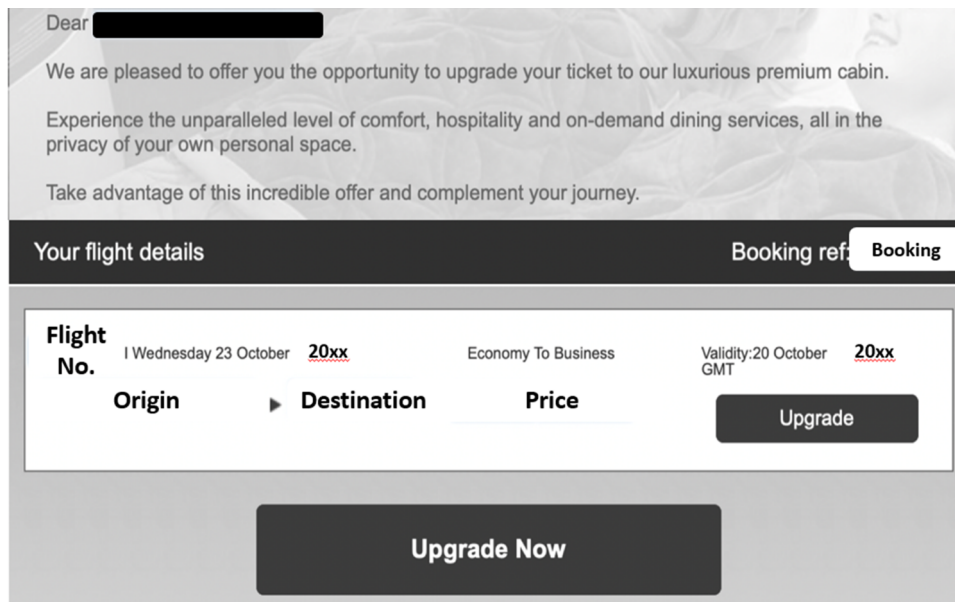 Dear
We are pleased to offer you the opportunity to upgrade your ticket to our luxurious premium cabin.
Experience the unparalleled level of comfort, hospitality and on-demand dining services, all in the
privacy of your own personal space.
Take advantage of this incredible offer and complement your journey.
Your flight details Booking ref: Booking
Flight
No. I Wednesday 23 October 20xx Economy To Business Validity:20 October 20xx
GMT
Origin ▶ Destination Price Upgrade
Upgrade Now